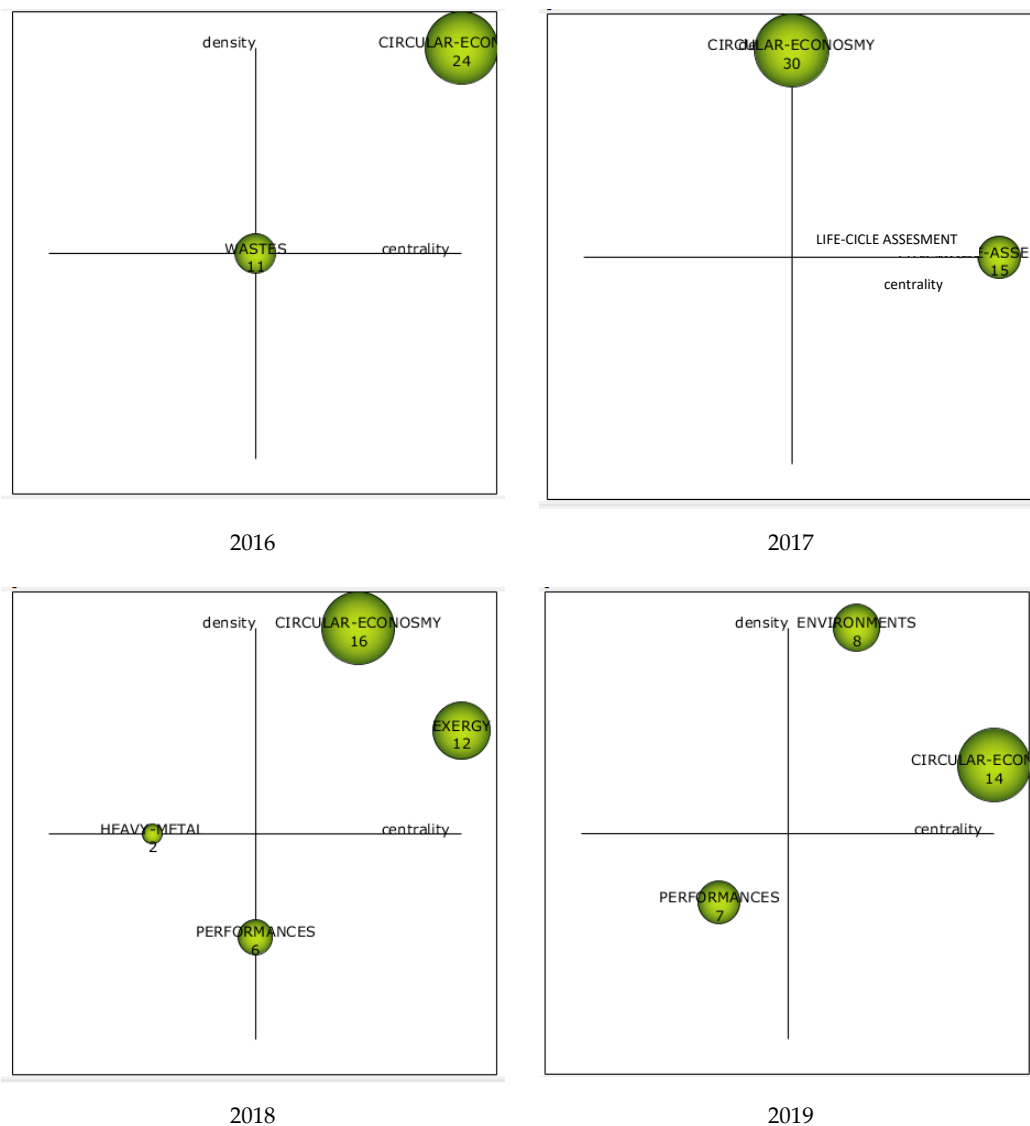 density
CIRCULAR-ECON
24
WASTES
11
centrality
2016
CIRCULAR-ECONOSMY
30
LIFE-CICLE ASSESMENT
E-ASSE
15
centrality
2017
density
CIRCULAR-ECONOSMY
16
EXERGY
12
HEAVY-METAL
2
centrality
PERFORMANCES
6
2018
density
ENVIRONMENTS
8
CIRCULAR-ECON
14
centrality
PERFORMANCES
7
2019